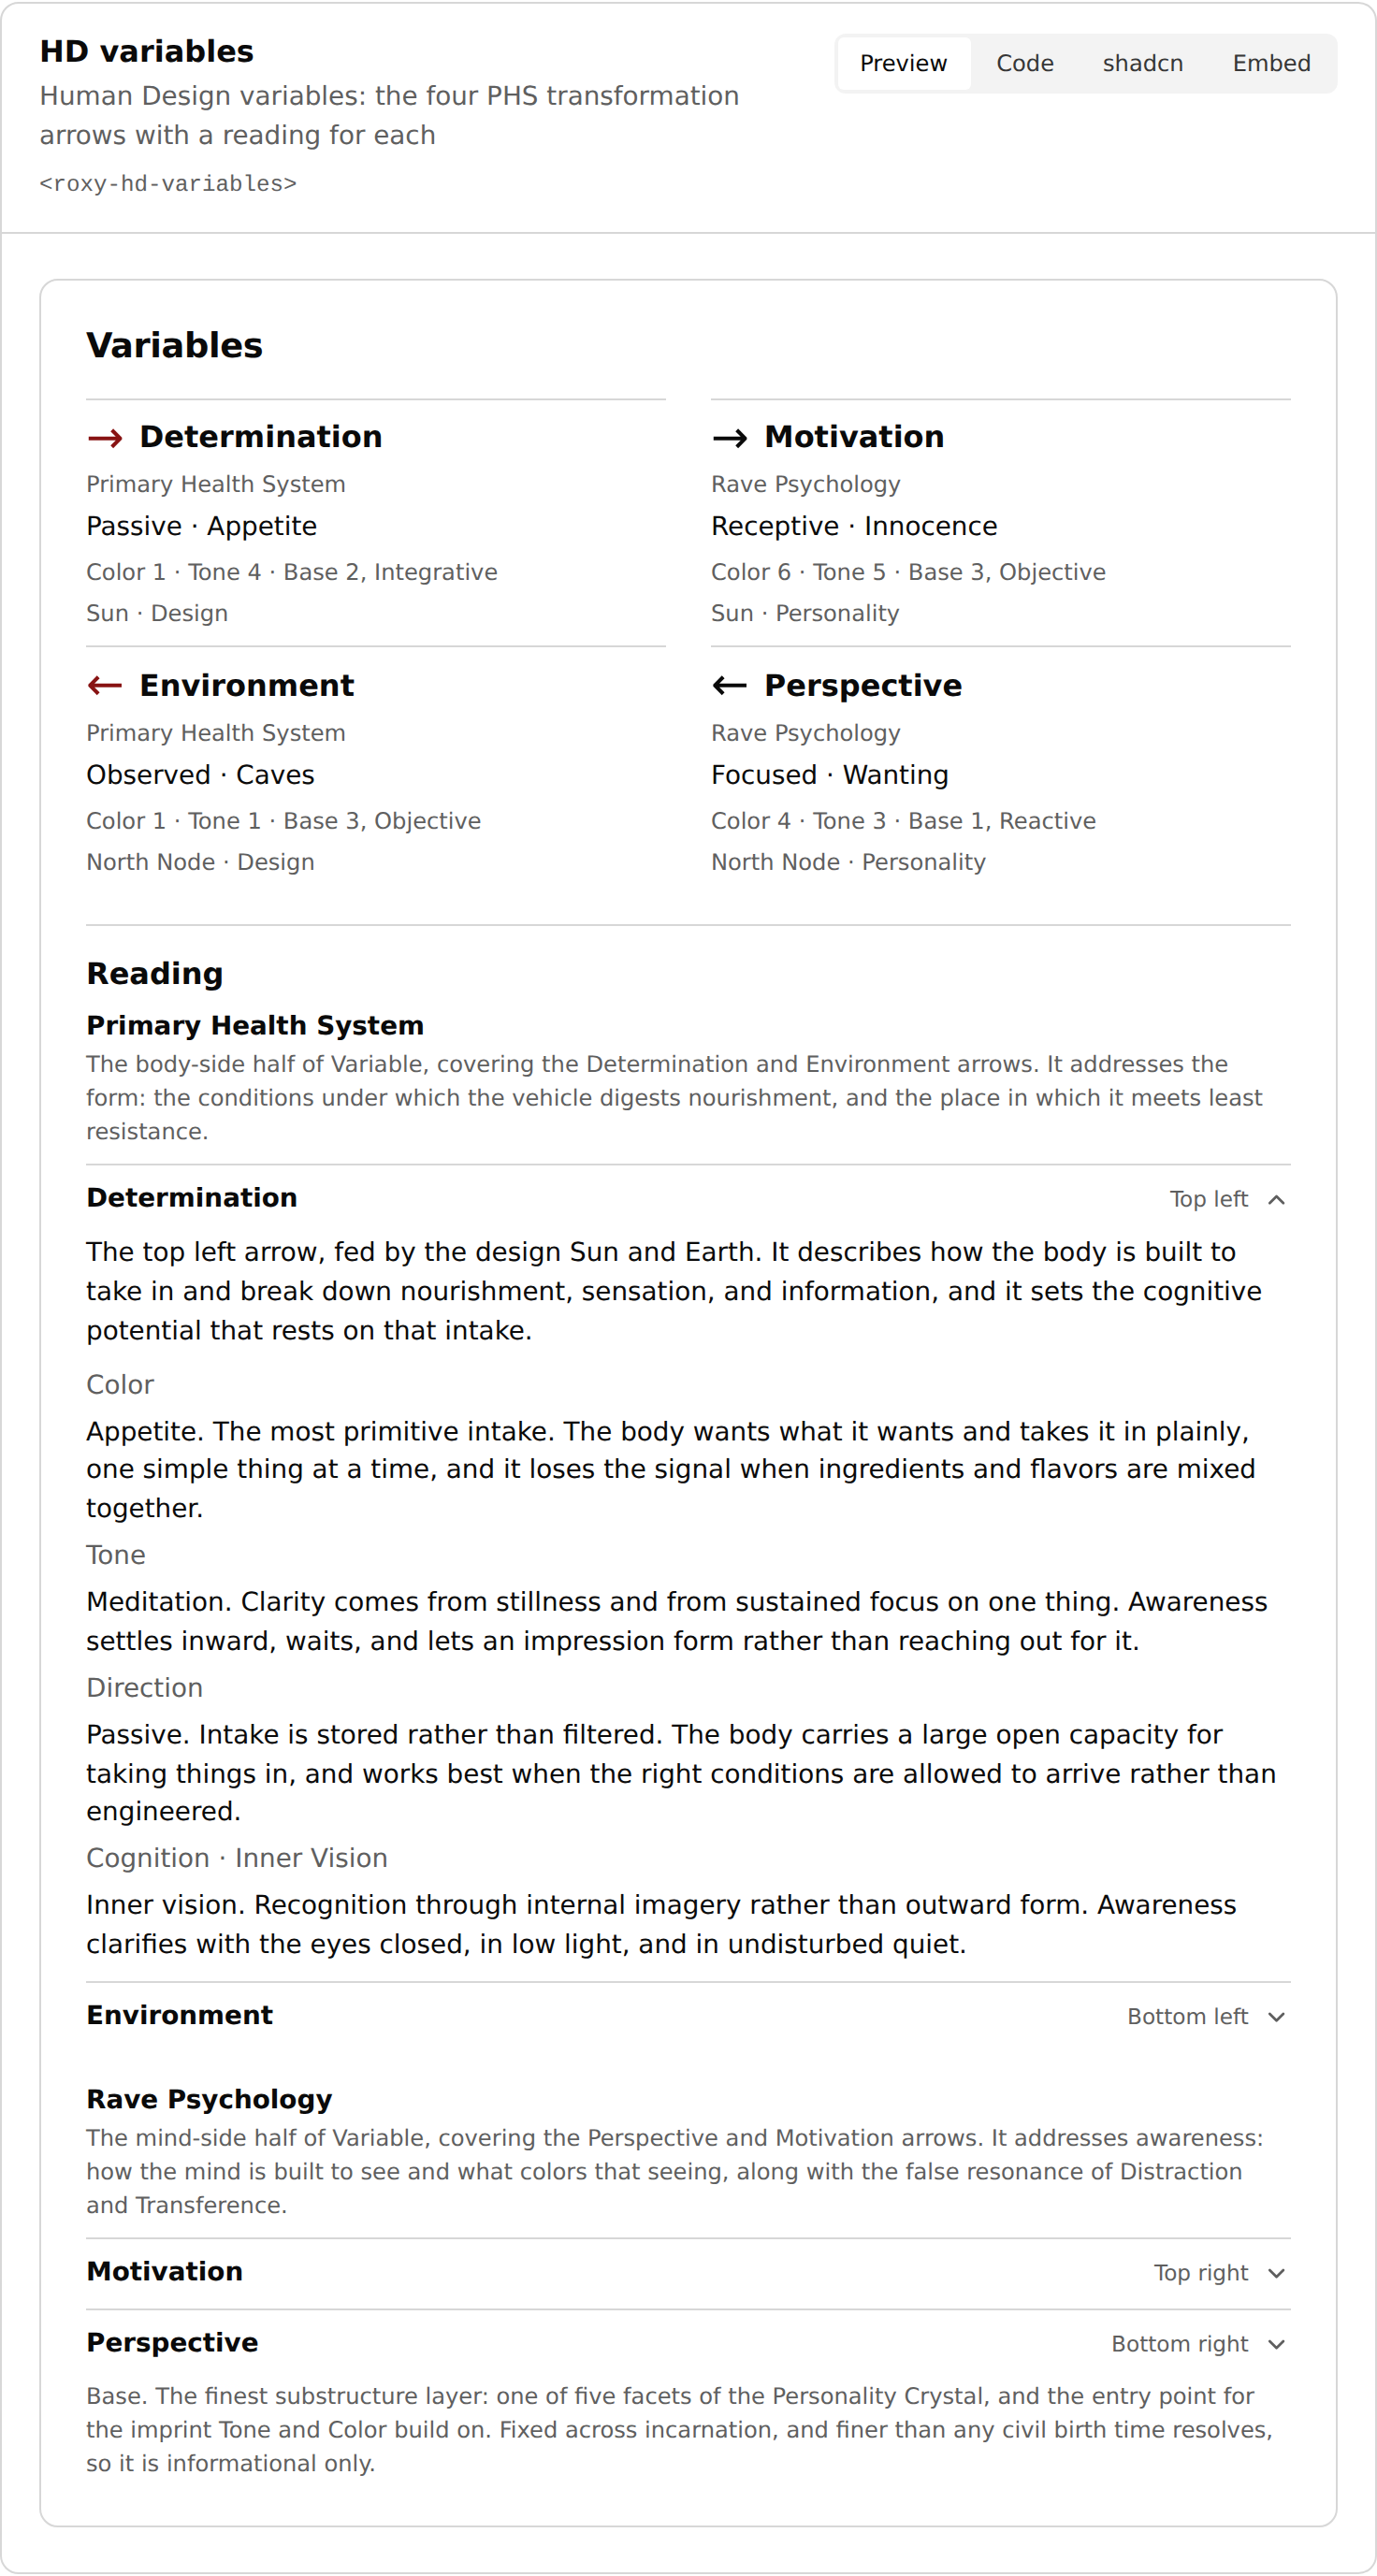 HD variables
Human Design variables: the four PHS transformation
arrows with a reading for each
<roxy-hd-variables>
Preview
Code
shadcn
Embed
Variables
→ Determination
Primary Health System
Passive · Appetite
Color 1 · Tone 4 · Base 2, Integrative
Sun · Design
→ Motivation
Rave Psychology
Receptive · Innocence
Color 6 · Tone 5 · Base 3, Objective
Sun · Personality
← Environment
Primary Health System
Observed · Caves
Color 1 · Tone 1 · Base 3, Objective
North Node · Design
← Perspective
Rave Psychology
Focused · Wanting
Color 4 · Tone 3 · Base 1, Reactive
North Node · Personality
Reading
Primary Health System
The body-side half of Variable, covering the Determination and Environment arrows. It addresses the
form: the conditions under which the vehicle digests nourishment, and the place in which it meets least
resistance.
Determination
Top left
The top left arrow, fed by the design Sun and Earth. It describes how the body is built to
take in and break down nourishment, sensation, and information, and it sets the cognitive
potential that rests on that intake.
Color
Appetite. The most primitive intake. The body wants what it wants and takes it in plainly,
one simple thing at a time, and it loses the signal when ingredients and flavors are mixed
together.
Tone
Meditation. Clarity comes from stillness and from sustained focus on one thing. Awareness
settles inward, waits, and lets an impression form rather than reaching out for it.
Direction
Passive. Intake is stored rather than filtered. The body carries a large open capacity for
taking things in, and works best when the right conditions are allowed to arrive rather than
engineered.
Cognition · Inner Vision
Inner vision. Recognition through internal imagery rather than outward form. Awareness
clarifies with the eyes closed, in low light, and in undisturbed quiet.
Environment
Bottom left
Rave Psychology
The mind-side half of Variable, covering the Perspective and Motivation arrows. It addresses awareness:
how the mind is built to see and what colors that seeing, along with the false resonance of Distraction
and Transference.
Motivation
Top right
Perspective
Bottom right
Base. The finest substructure layer: one of five facets of the Personality Crystal, and the entry point for
the imprint Tone and Color build on. Fixed across incarnation, and finer than any civil birth time resolves,
so it is informational only.